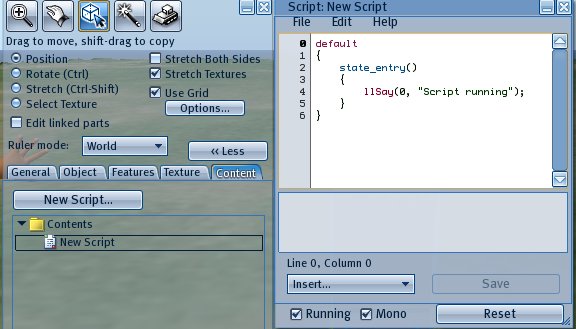 Drag to move, shift-drag to copy
Position
Rotate (Ctrl)
Stretch (Ctrl-Shift)
Select Texture
Edit linked parts
Stretch Both Sides
Stretch Textures
Use Grid
Options...
Ruler mode:
World
<< Less
General
Object
Features
Texture
Content
New Script...
Contents
New Script
Script: New Script
File Edit Help
0 default
1 {
2 state_entry()
3 {
4 llSay(0, "Script running");
5 }
6 }
Line 0, Column 0
Insert...
Save
Running
Mono
Reset